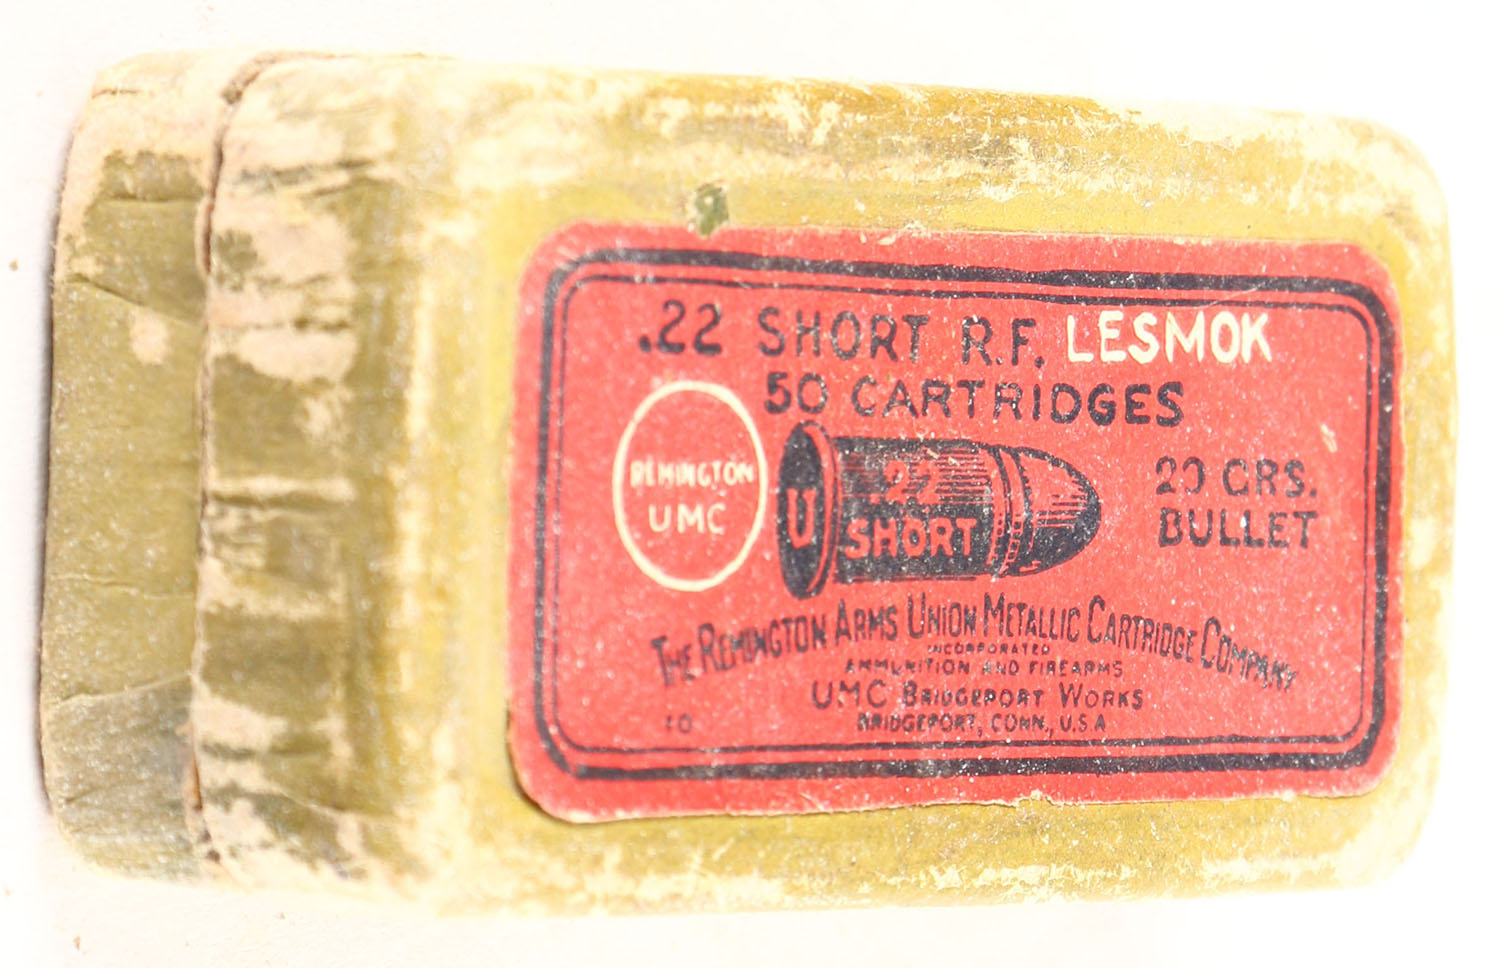 .22 SHORT R.F. LESMOK
50 CARTRIDGES
REMINGTON
UMC
U
.22
SHORT
20 GRS.
BULLET
THE REMINGTON ARMS UNION METALLIC CARTRIDGE COMPANY
INCORPORATED
AMMUNITION AND FIREARMS
UMC BRIDGEPORT WORKS
BRIDGEPORT, CONN., U.S.A